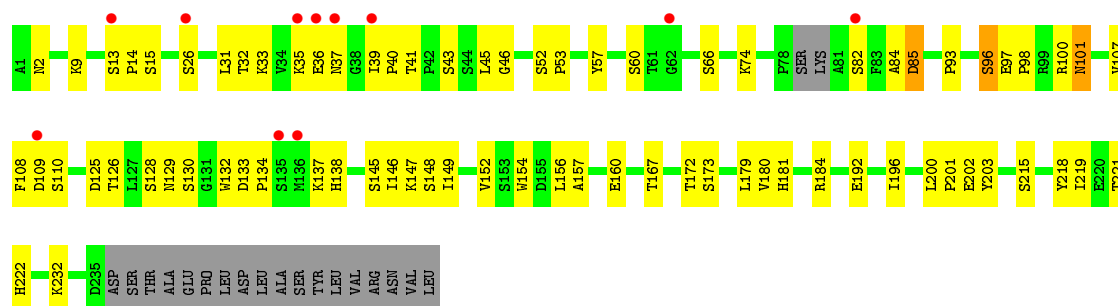 A1 N2 K9 S13 P14 S15 S26 L31 T32 K33 V34 K35 E36 N37 G38 I39 P40 T41 P42 S43 S44 L45 G46 S52 P53 Y57 S60 T61 G62 S66 K74 P78 SER LYS A81 S82 F83 A84 D85 P93 S96 E97 P98 R99 R100 N101 V107
F108 D109 S110 D125 T126 L127 S128 N129 S130 G131 W132 D133 P134 S135 M136 K137 H138 S145 I146 K147 S148 I149 V152 S153 W154 D155 L156 A157 E160 T167 T172 S173 L179 V180 H181 R184 E192 I196 L200 P201 E202 Y203 S215 Y218 I219 E220 T221
H222 K232 D235 ASP SER THR ALA GLU PRO LEU ASP LEU ALA SER TYR LEU VAL ARG ASN VAL LEU